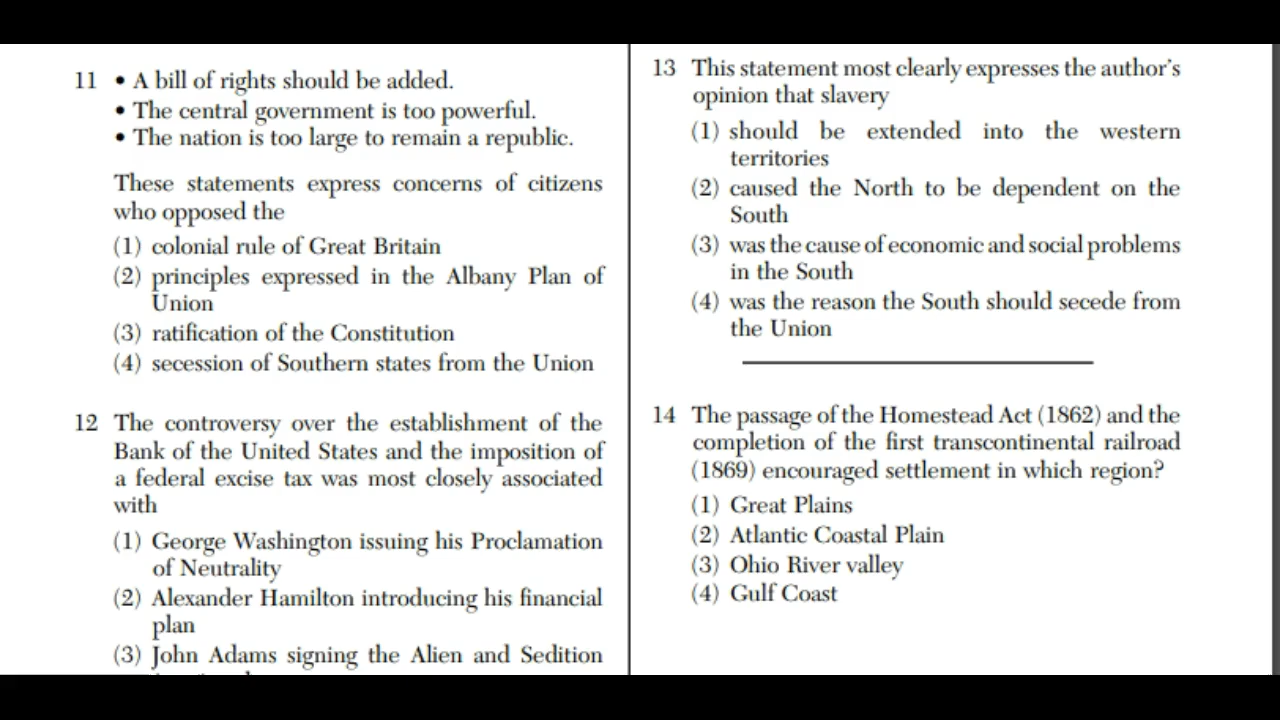 11 • A bill of rights should be added.
• The central government is too powerful.
• The nation is too large to remain a republic.
These statements express concerns of citizens
who opposed the
(1) colonial rule of Great Britain
(2) principles expressed in the Albany Plan of
Union
(3) ratification of the Constitution
(4) secession of Southern states from the Union
12 The controversy over the establishment of the
Bank of the United States and the imposition of
a federal excise tax was most closely associated
with
(1) George Washington issuing his Proclamation
of Neutrality
(2) Alexander Hamilton introducing his financial
plan
(3) John Adams signing the Alien and Sedition
13 This statement most clearly expresses the author's
opinion that slavery
(1) should be extended into the western
territories
(2) caused the North to be dependent on the
South
(3) was the cause of economic and social problems
in the South
(4) was the reason the South should secede from
the Union
14 The passage of the Homestead Act (1862) and the
completion of the first transcontinental railroad
(1869) encouraged settlement in which region?
(1) Great Plains
(2) Atlantic Coastal Plain
(3) Ohio River valley
(4) Gulf Coast